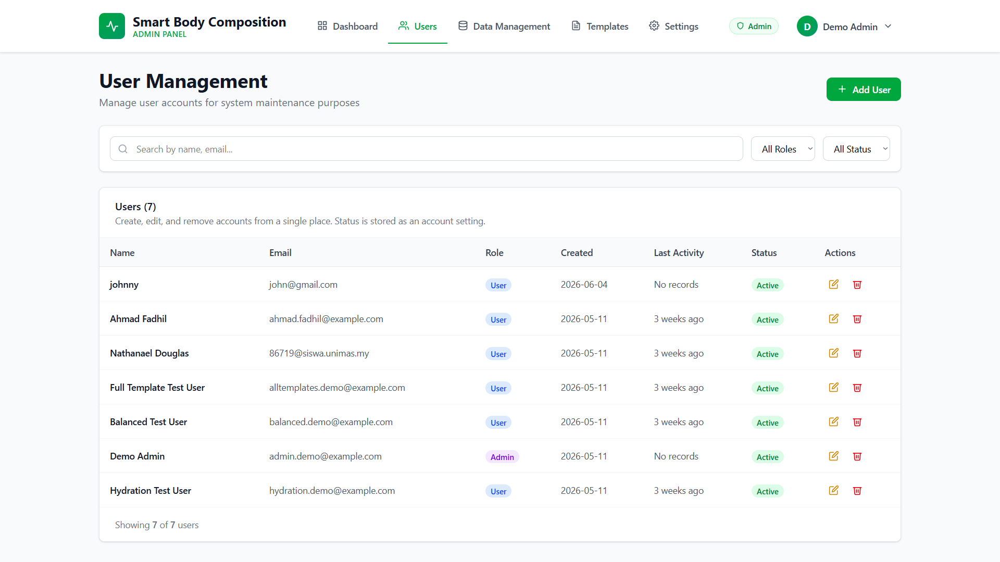 Smart Body Composition
ADMIN PANEL
Dashboard
Users
Data Management
Templates
Settings
Admin
D
Demo Admin
User Management
Manage user accounts for system maintenance purposes
Add User
Search by name, email...
All Roles
All Status
Users (7)
Create, edit, and remove accounts from a single place. Status is stored as an account setting.
Name Email Role Created Last Activity Status Actions
johnny john@gmail.com User 2026-06-04 No records Active
Ahmad Fadhil ahmad.fadhil@example.com User 2026-05-11 3 weeks ago Active
Nathanael Douglas 86719@siswa.unimas.my User 2026-05-11 3 weeks ago Active
Full Template Test User alltemplates.demo@example.com User 2026-05-11 3 weeks ago Active
Balanced Test User balanced.demo@example.com User 2026-05-11 3 weeks ago Active
Demo Admin admin.demo@example.com Admin 2026-05-11 No records Active
Hydration Test User hydration.demo@example.com User 2026-05-11 3 weeks ago Active
Showing 7 of 7 users